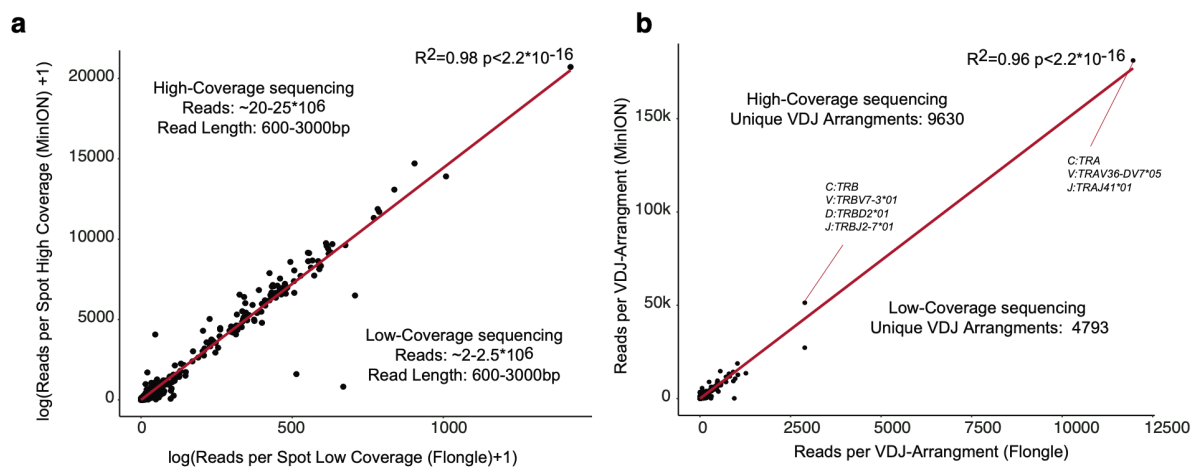 a
log(Reads per Spot High Coverage (MinION) +1)
20000
15000
10000
5000
0
R2=0.98 p<2.2*10-16
High-Coverage sequencing
Reads: ~20-25*106
Read Length: 600-3000bp
Low-Coverage sequencing
Reads: ~2-2.5*106
Read Length: 600-3000bp
0
500
1000
log(Reads per Spot Low Coverage (Flongle)+1)
b
Reads per VDJ-Arrangment (MinION)
150k
100k
50k
0
R2=0.96 p<2.2*10-16
High-Coverage sequencing
Unique VDJ Arrangments: 9630
C:TRA
V:TRAV36-DV7*05
J:TRAJ41*01
C:TRB
V:TRBV7-3*01
D:TRBD2*01
J:TRBJ2-7*01
Low-Coverage sequencing
Unique VDJ Arrangments: 4793
0
2500
5000
7500
10000
12500
Reads per VDJ-Arrangment (Flongle)